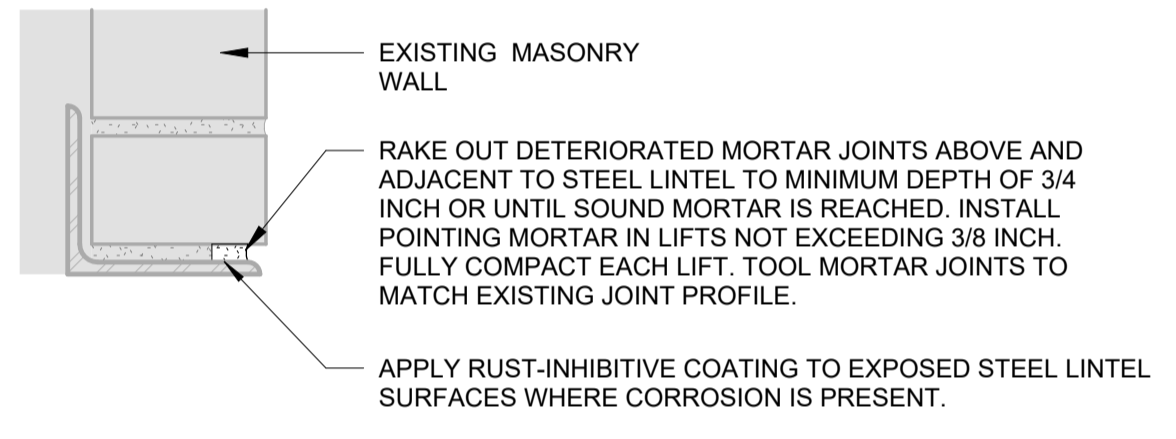 EXISTING MASONRY
WALL
RAKE OUT DETERIORATED MORTAR JOINTS ABOVE AND
ADJACENT TO STEEL LINTEL TO MINIMUM DEPTH OF 3/4
INCH OR UNTIL SOUND MORTAR IS REACHED. INSTALL
POINTING MORTAR IN LIFTS NOT EXCEEDING 3/8 INCH.
FULLY COMPACT EACH LIFT. TOOL MORTAR JOINTS TO
MATCH EXISTING JOINT PROFILE.
APPLY RUST-INHIBITIVE COATING TO EXPOSED STEEL LINTEL
SURFACES WHERE CORROSION IS PRESENT.